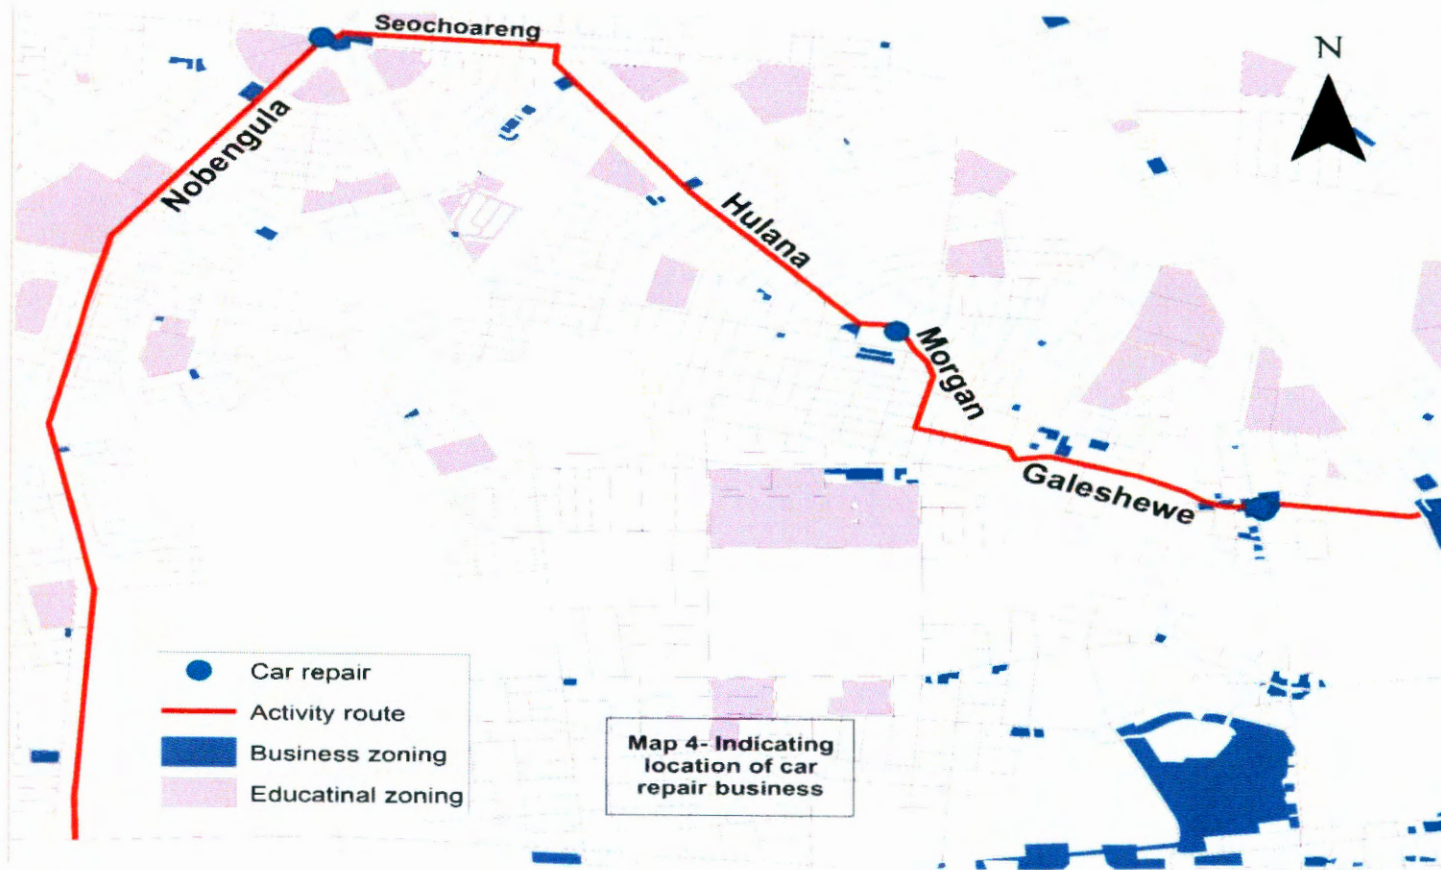 Seochoareng
N
Nobengula
Hulana
Morgan
Galeshewe
Car repair
Activity route
Business zoning
Educatinal zoning
Map 4- Indicating
location of car
repair business